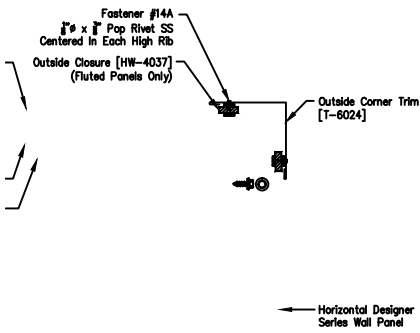 Fastener #14A
"ø x " Pop Rivet SS
Centered In Each High Rib
Outside Closure [HW-4037]
(Fluted Panels Only)
Outside Corner Trim
[T-6024]
Horizontal Designer
Series Wall Panel